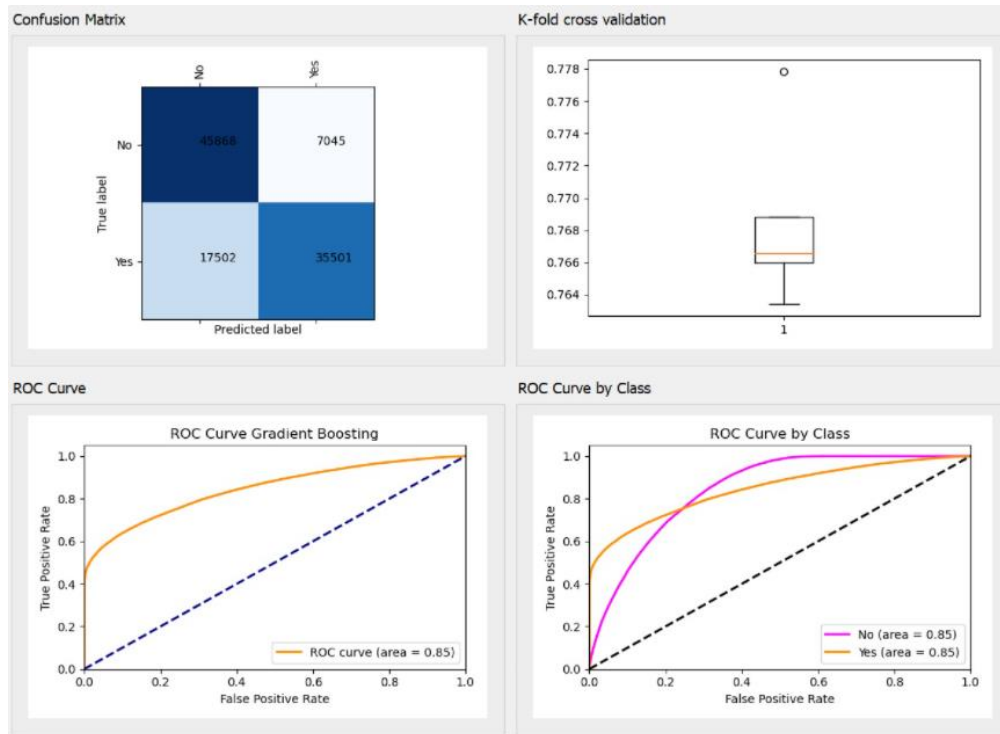 Confusion Matrix
No
Yes
No
45868
7045
True label
Yes
17502
35501
Predicted label
K-fold cross validation
0.778
0.776
0.774
0.772
0.770
0.768
0.766
0.764
1
ROC Curve
ROC Curve Gradient Boosting
1.0
0.8
0.6
0.4
0.2
0.0
True Positive Rate
ROC curve (area = 0.85)
0.0 0.2 0.4 0.6 0.8 1.0
False Positive Rate
ROC Curve by Class
ROC Curve by Class
1.0
0.8
0.6
0.4
0.2
0.0
True Positive Rate
No (area = 0.85)
Yes (area = 0.85)
0.0 0.2 0.4 0.6 0.8 1.0
False Positive Rate